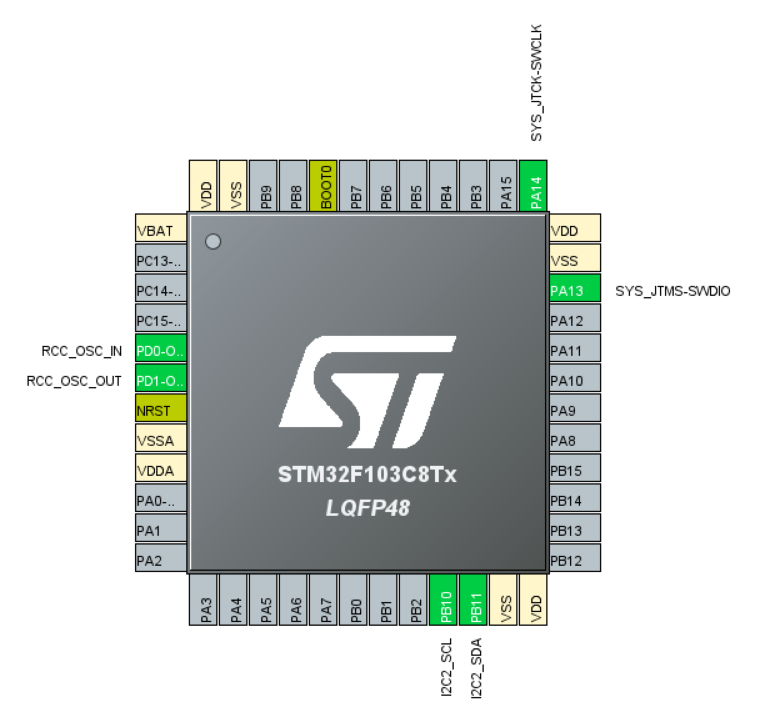 SYS_JTCK-SWCLK
VDD
VSS
PB9
PB8
BOOT0
PB7
PB6
PB5
PB4
PB3
PA15
PA14
VBAT
PC13-..
PC14-..
PC15-..
RCC_OSC_IN PD0-O..
RCC_OSC_OUT PD1-O..
NRST
VSSA
VDDA
PA0-..
PA1
PA2
VDD
VSS
PA13 SYS_JTMS-SWDIO
PA12
PA11
PA10
PA9
PA8
PB15
PB14
PB13
PB12
ST
STM32F103C8Tx
LQFP48
PA3
PA4
PA5
PA6
PA7
PB0
PB1
PB2
PB10
PB11
VSS
VDD
I2C2_SCL
I2C2_SDA